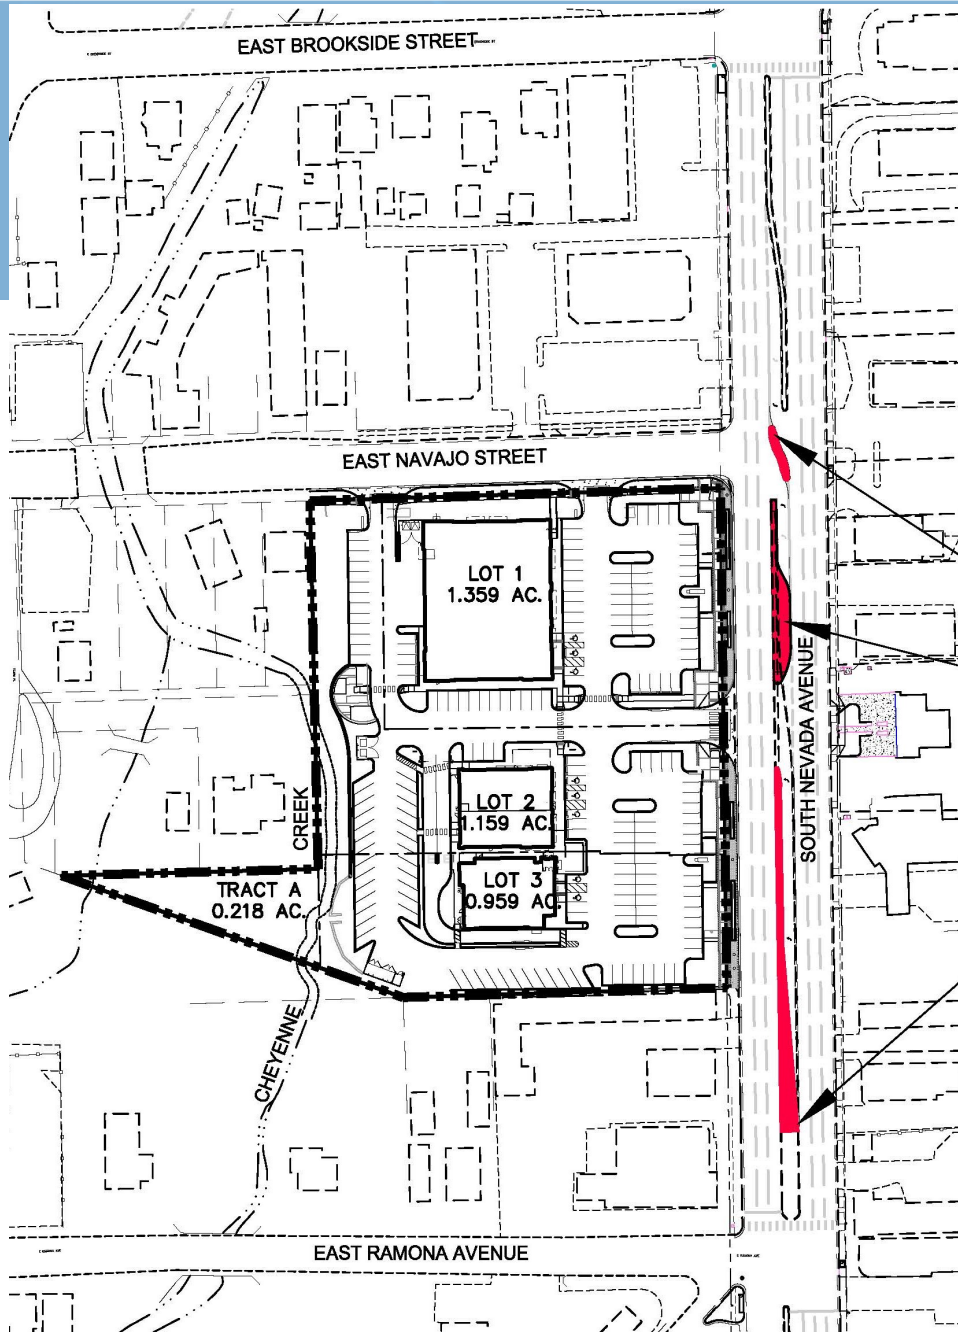 EAST BROOKSIDE STREET
EAST NAVAJO STREET
LOT 1
1.359 AC.
SOUTH NEVADA AVENUE
LOT 2
1.159 AC.
CREEK
LOT 3
0.959 AC.
TRACT A
0.218 AC.
CHEYENNE
EAST RAMONA AVENUE